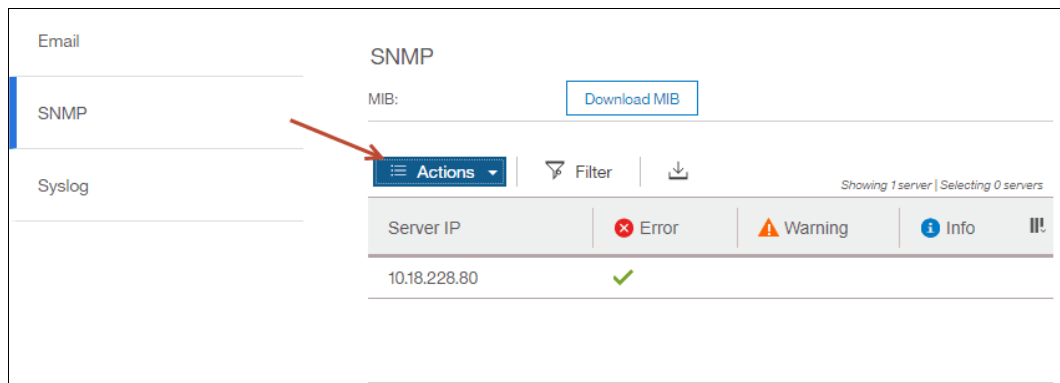 Email
SNMP
Syslog
SNMP
MIB: Download MIB
Actions Filter
Showing 1 server | Selecting 0 servers
Server IP Error Warning Info
10.18.228.80